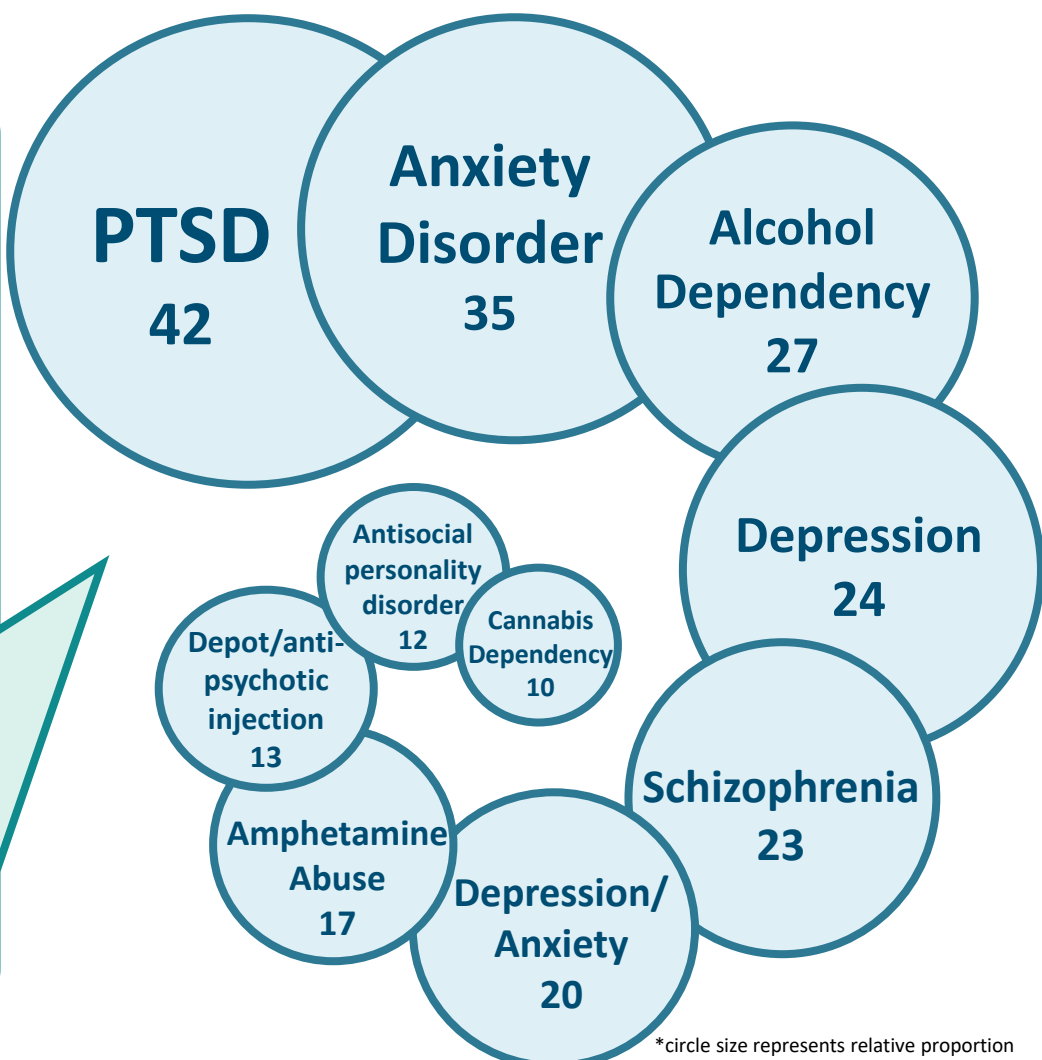 PTSD
42
Anxiety
Disorder
35
Alcohol
Dependency
27
Depression
24
Schizophrenia
23
Depression/
Anxiety
20
Amphetamine
Abuse
17
Depot/anti-
psychotic
injection
13
Antisocial
personality
disorder
12
Cannabis
Dependency
10
*circle size represents relative proportion